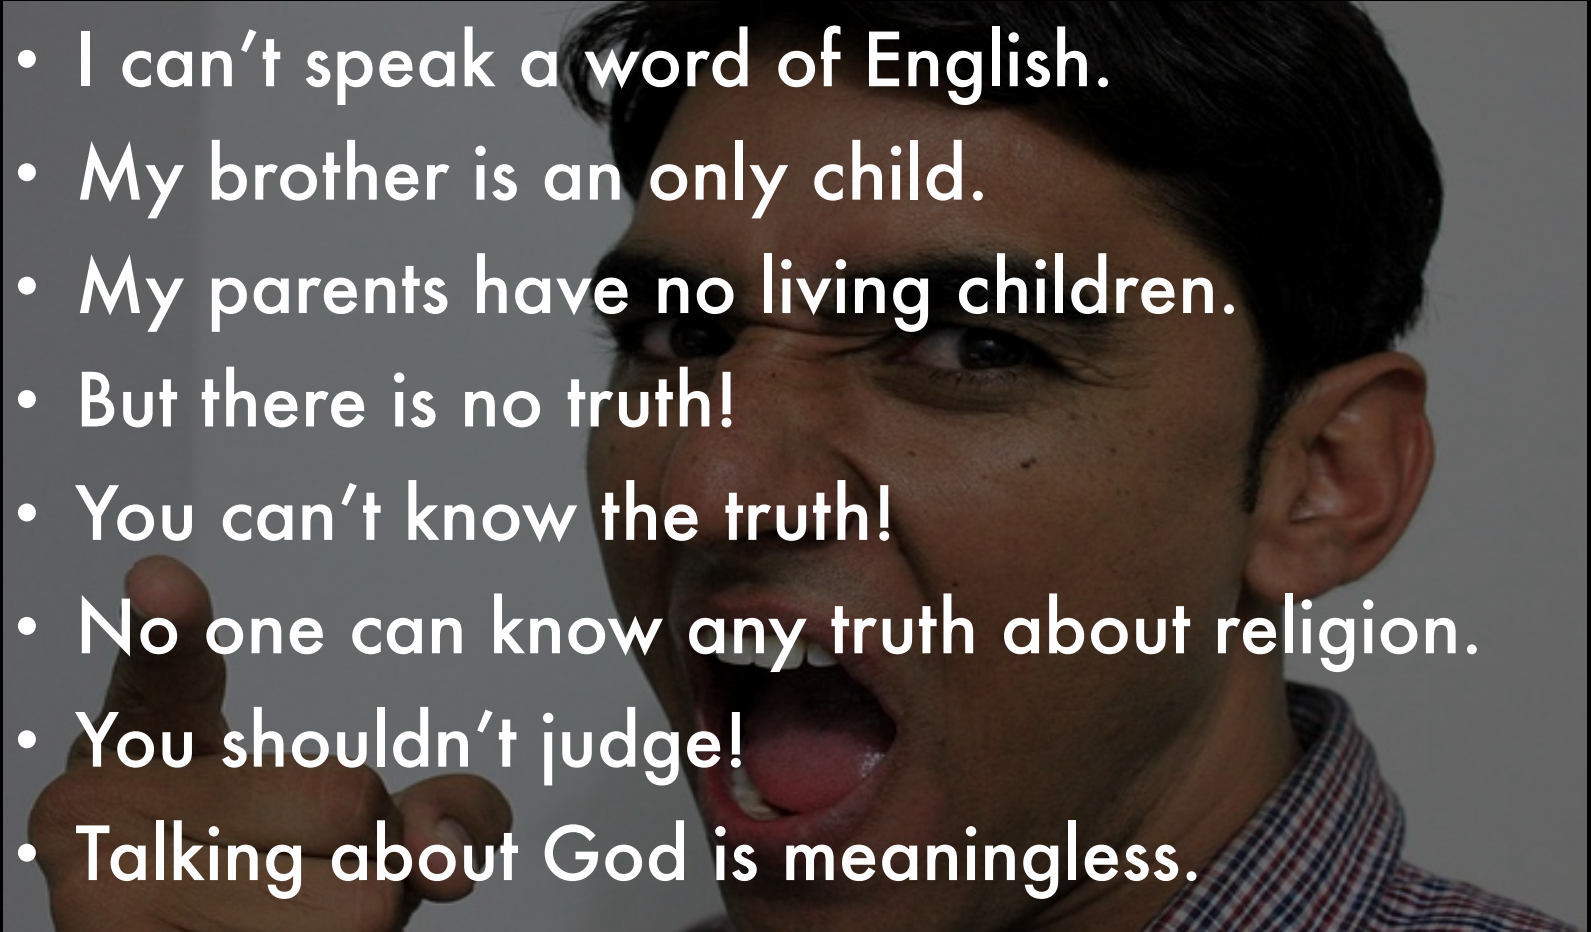 • I can’t speak a word of English.
• My brother is an only child.
• My parents have no living children.
• But there is no truth!
• You can’t know the truth!
• No one can know any truth about religion.
• You shouldn’t judge!
• Talking about God is meaningless.